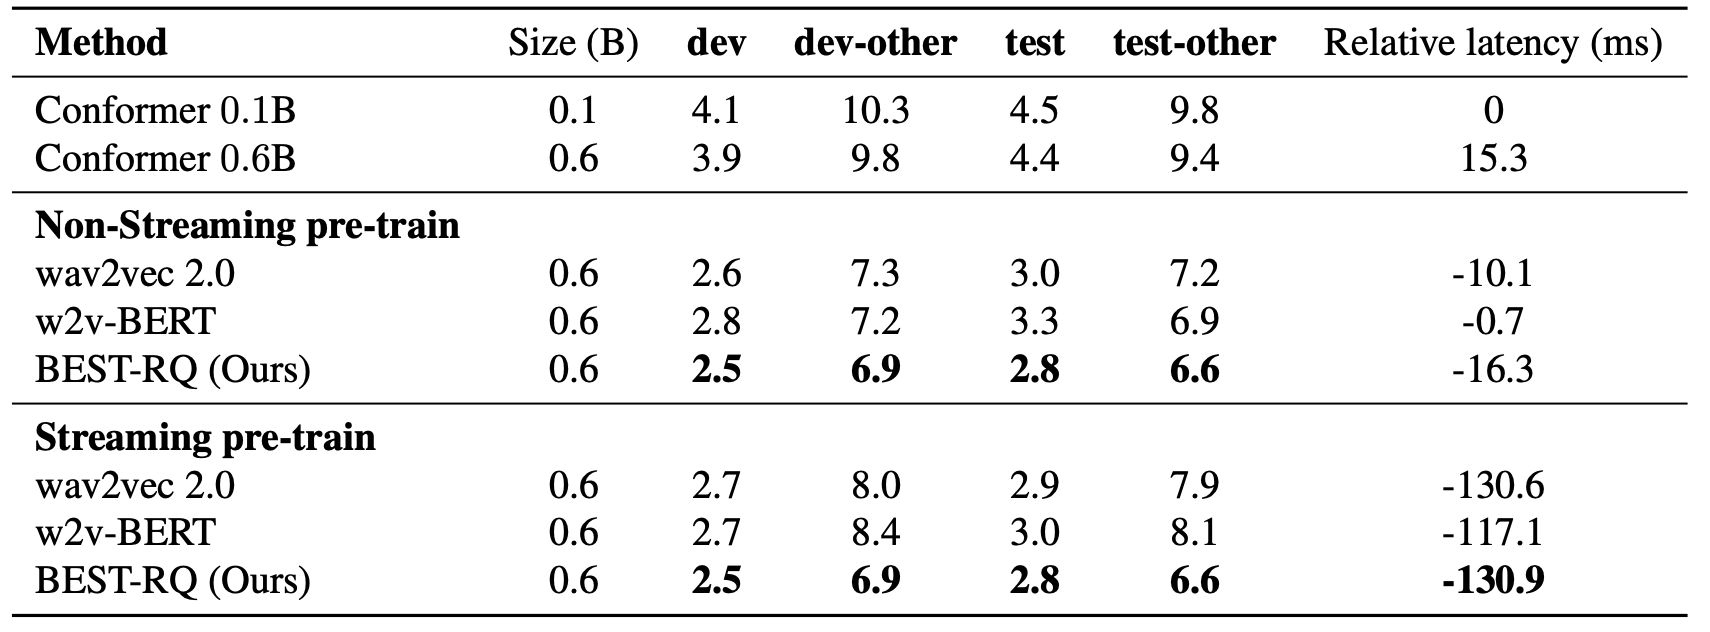 Method Size (B) dev dev-other test test-other Relative latency (ms)
Conformer 0.1B 0.1 4.1 10.3 4.5 9.8 0
Conformer 0.6B 0.6 3.9 9.8 4.4 9.4 15.3
Non-Streaming pre-train
wav2vec 2.0 0.6 2.6 7.3 3.0 7.2 -10.1
w2v-BERT 0.6 2.8 7.2 3.3 6.9 -0.7
BEST-RQ (Ours) 0.6 2.5 6.9 2.8 6.6 -16.3
Streaming pre-train
wav2vec 2.0 0.6 2.7 8.0 2.9 7.9 -130.6
w2v-BERT 0.6 2.7 8.4 3.0 8.1 -117.1
BEST-RQ (Ours) 0.6 2.5 6.9 2.8 6.6 -130.9